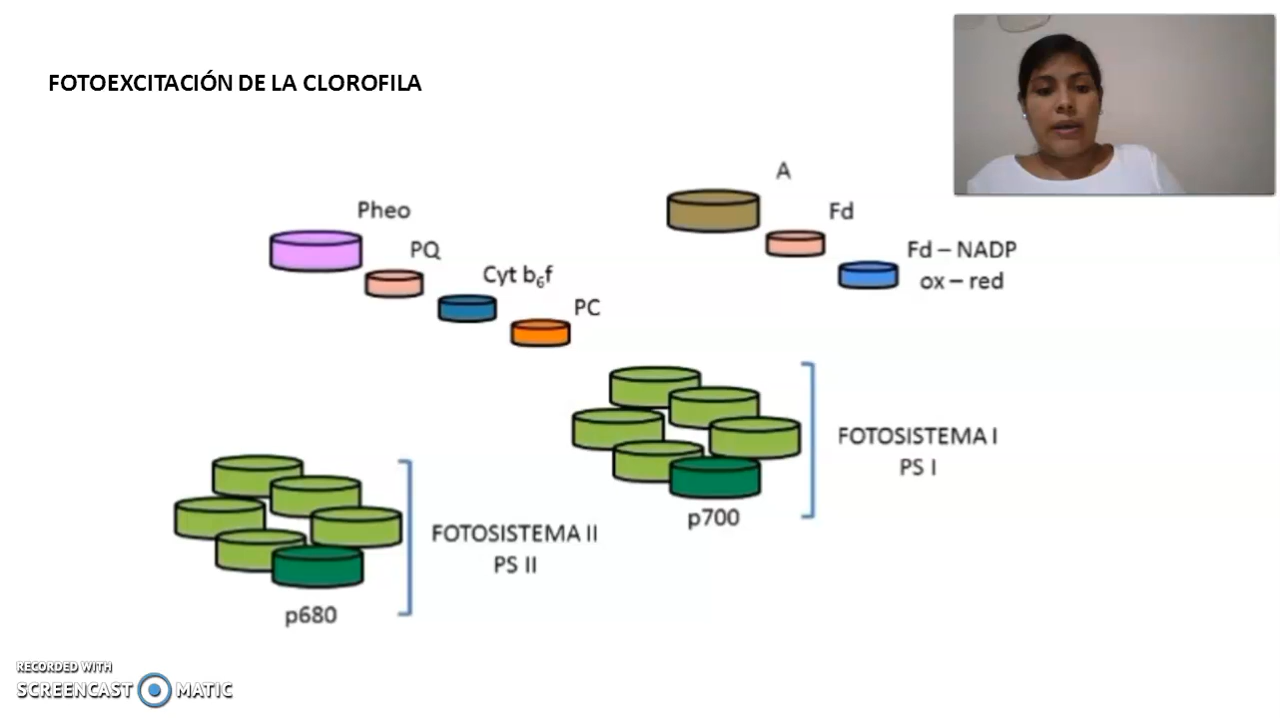 FOTOEXCITACIÓN DE LA CLOROFILA
A
Pheo
Fd
PQ
Fd – NADP
ox – red
Cyt b₆f
PC
FOTOSISTEMA I
PS I
p700
FOTOSISTEMA II
PS II
p680
RECORDED WITH
SCREENCAST MATIC